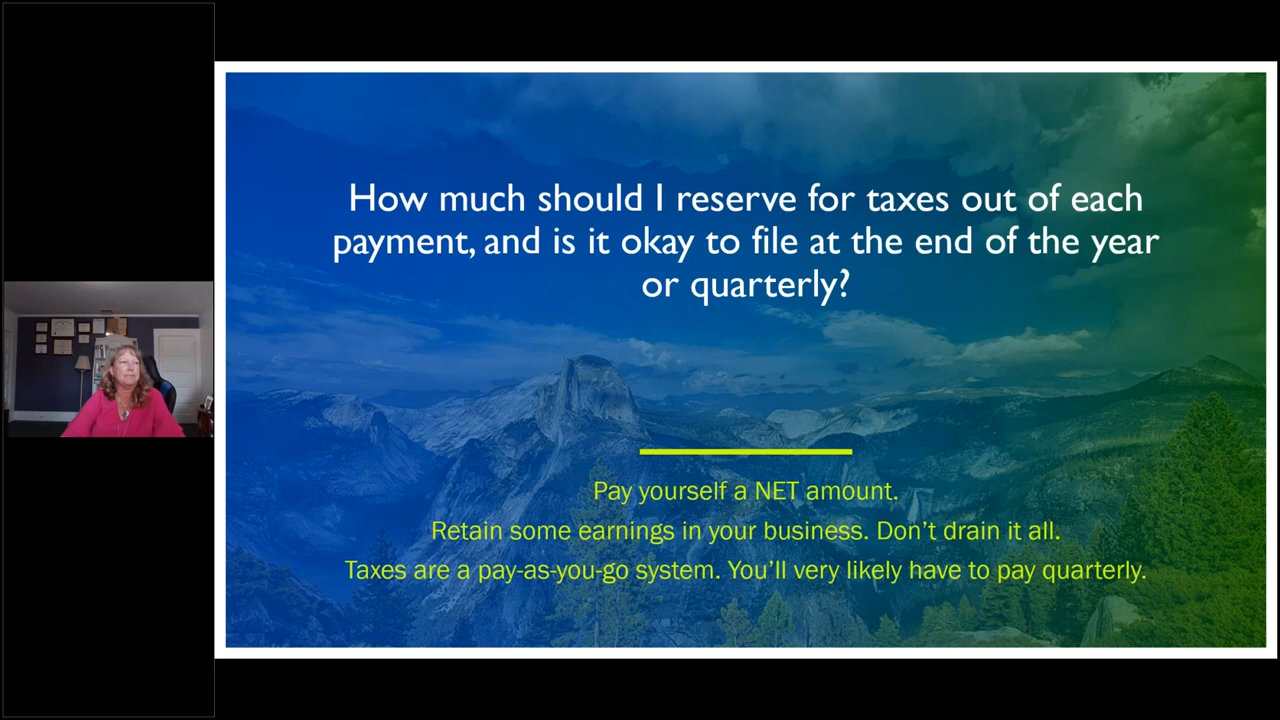 How much should I reserve for taxes out of each
payment, and is it okay to file at the end of the year
or quarterly?
Pay yourself a NET amount.
Retain some earnings in your business. Don’t drain it all.
Taxes are a pay-as-you-go system. You’ll very likely have to pay quarterly.